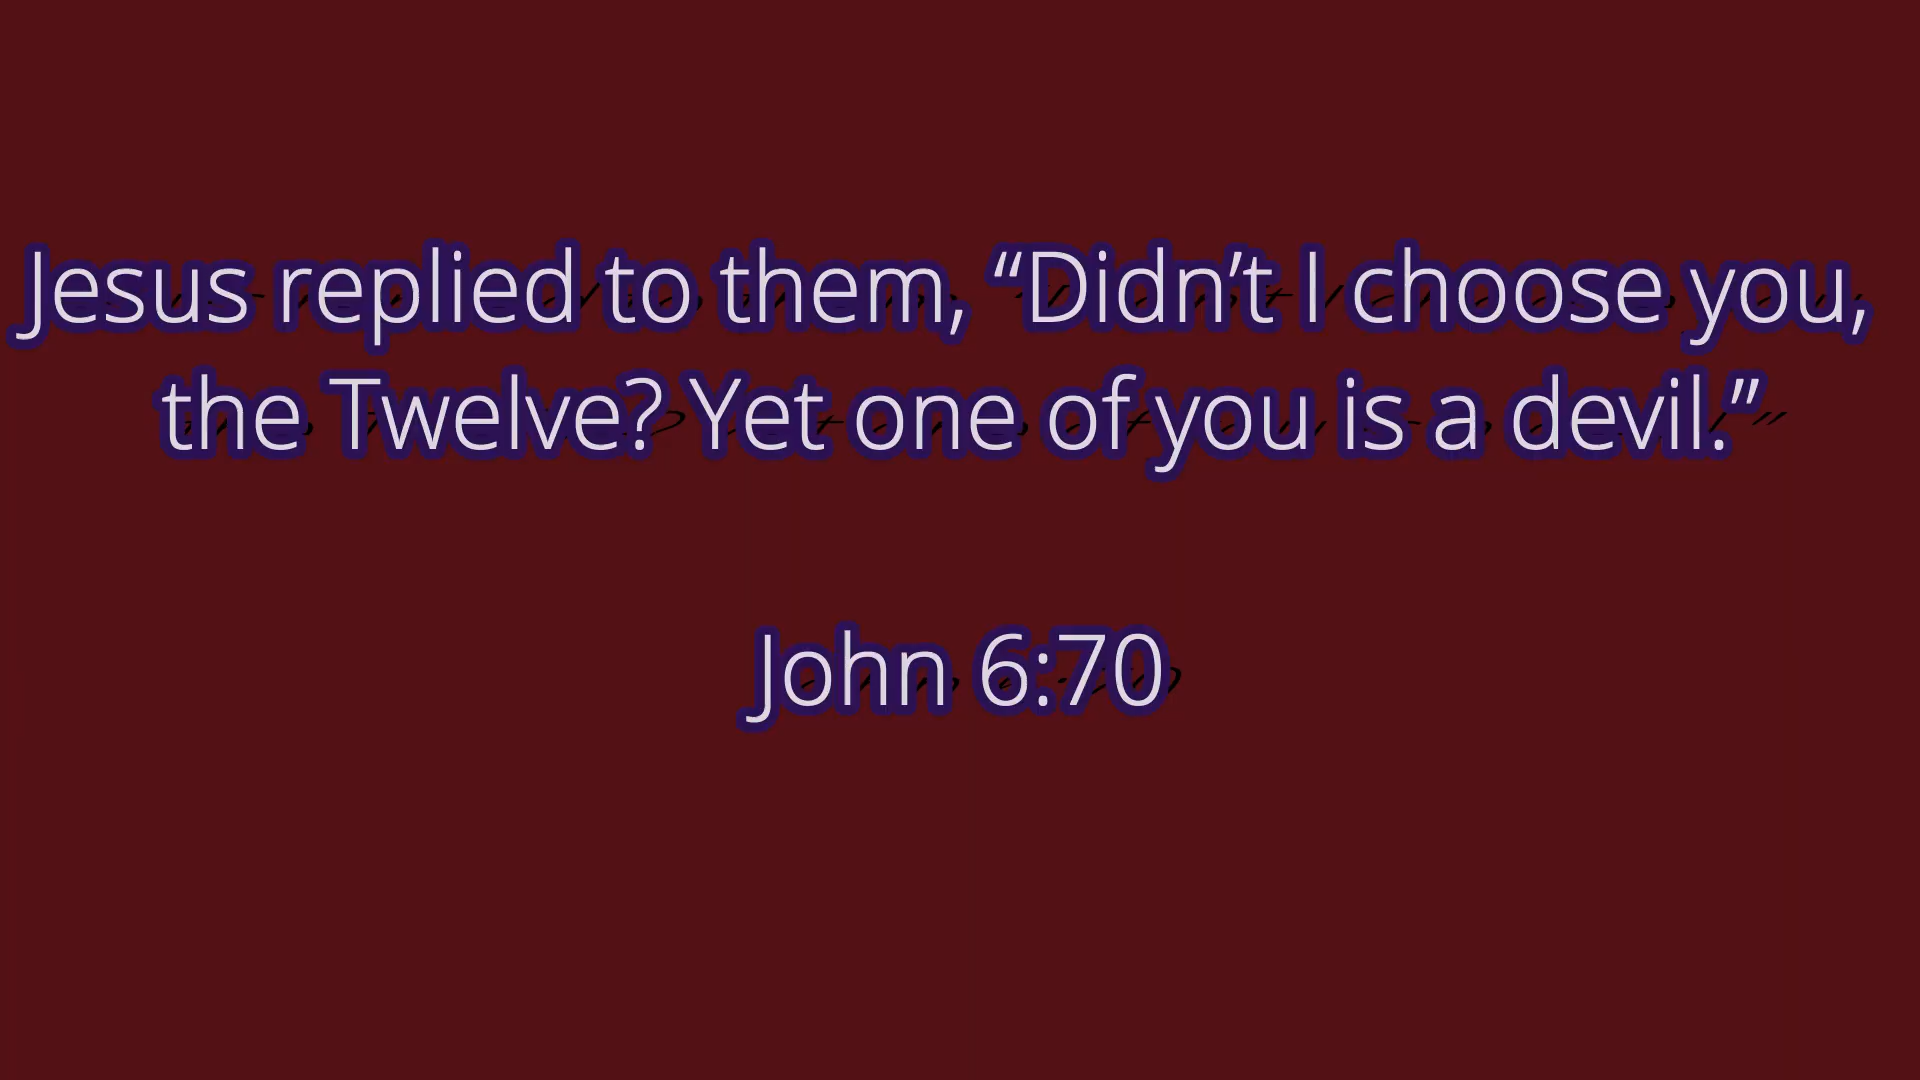 Jesus replied to them, “Didn’t I choose you,
the Twelve? Yet one of you is a devil.”
John 6:70